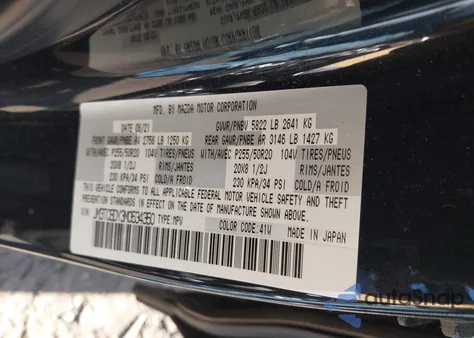 MFD. BY MAZDA MOTOR CORPORATION
DATE 06/21 GVWR/PNBV 5822 LB 2641 KG
FRONT GAWR/PNBE AV 2756 LB 1250 KG REAR GAWR/PNBE AR 3146 LB 1427 KG
WITH/AVEC P255/50R20 104V TIRES/PNEUS WITH/AVEC P255/50R20 104V TIRES/PNEUS
20X8 1/2J RIMS/JANTES 20X8 1/2J RIMS/JANTES
230 KPA/34 PSI COLD/A FROID 230 KPA/34 PSI COLD/A FROID
CONFORMS TO ALL APPLICABLE FEDERAL MOTOR VEHICLE SAFETY AND THEFT
PREVENTION STANDARDS IN EFFECT ON THE DATE OF MANUFACTURE SHOWN ABOVE.
TYPE:MPV COLOR CODE:41W
MADE IN JAPAN
autoSnap